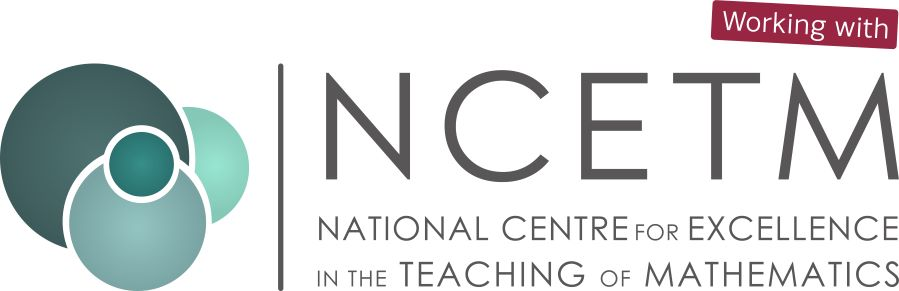 Working with
NCETM
NATIONAL CENTRE FOR EXCELLENCE
IN THE TEACHING OF MATHEMATICS